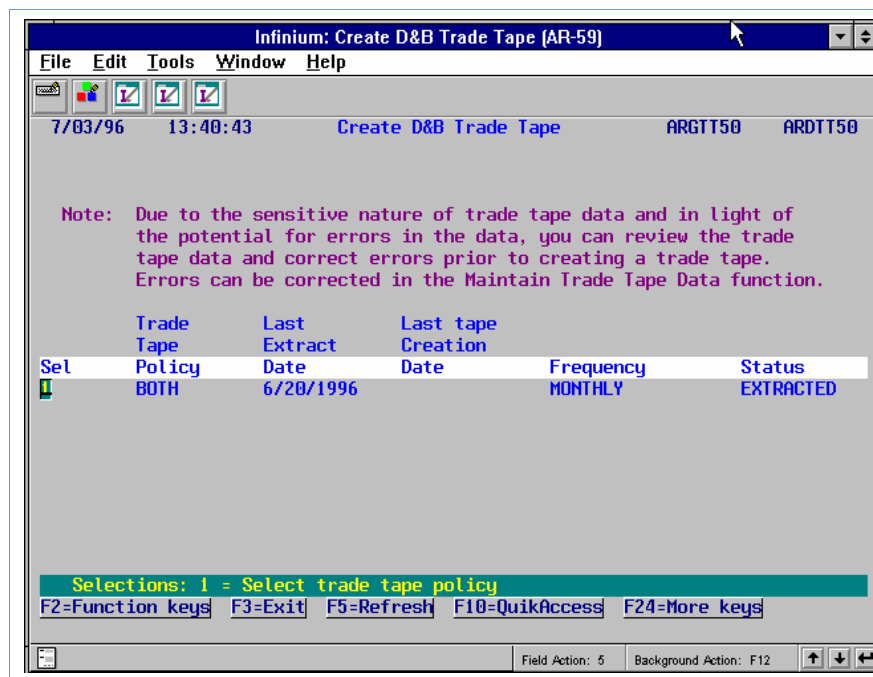 Infinium: Create D&B Trade Tape (AR-59)
File Edit Tools Window Help
7/03/96 13:40:43 Create D&B Trade Tape ARGTT50 ARDTT50
Note: Due to the sensitive nature of trade tape data and in light of
the potential for errors in the data, you can review the trade
tape data and correct errors prior to creating a trade tape.
Errors can be corrected in the Maintain Trade Tape Data function.
Trade Last Last tape
Tape Extract Creation
Sel Policy Date Date Frequency Status
1 BOTH 6/20/1996 MONTHLY EXTRACTED
Selections: 1 = Select trade tape policy
F2=Function keys F3=Exit F5=Refresh F10=QuikAccess F24=More keys
Field Action: 5 Background Action: F12